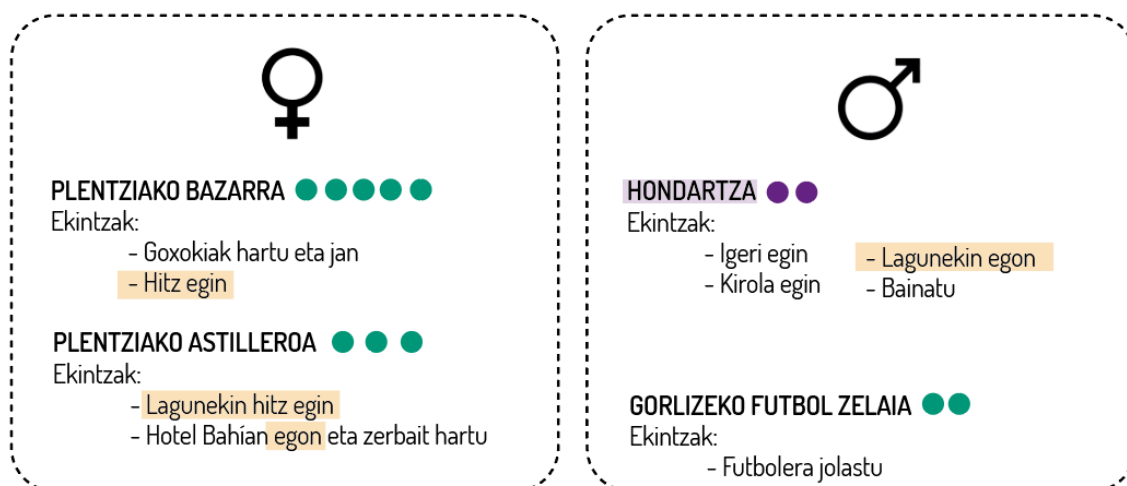 PLENTZIAKO BAZARRA
Ekintzak:
- Goxokiak hartu eta jan
- Hitz egin
PLENTZIAKO ASTILLEROA
Ekintzak:
- Lagunekin hitz egin
- Hotel Bahían egon eta zerbait hartu
HONDARTZA
Ekintzak:
- Igeri egin
- Kirola egin
- Lagunekin egon
- Bainatu
GORLIZEKO FUTBOL ZELAIA
Ekintzak:
- Futbolera jolastu